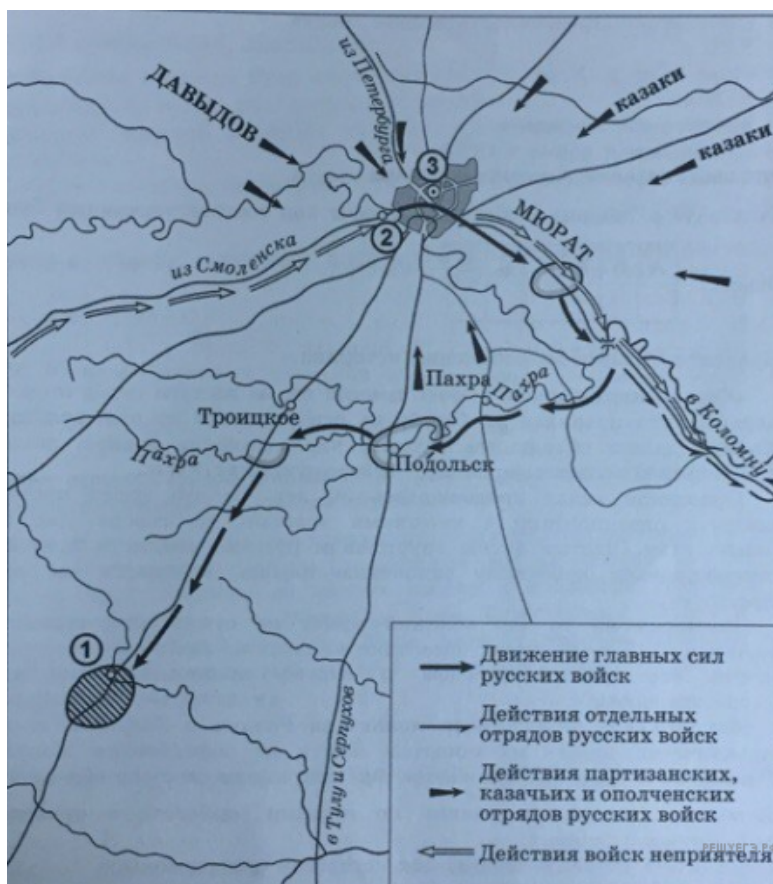 из Петербурга
ДАВЫДОВ
казаки
казаки
3
МЮРАТ
2
из Смоленска
Пахра
Пахра
в Коломну
Троицкое
Пахра
Подольск
1
в Тулу и Серпухов
Движение главных сил
русских войск
Действия отдельных
отрядов русских войск
Действия партизанских,
казачьих и ополченских
отрядов русских войск
Действия войск неприятеля
РЕШУЕГЭ.РФ